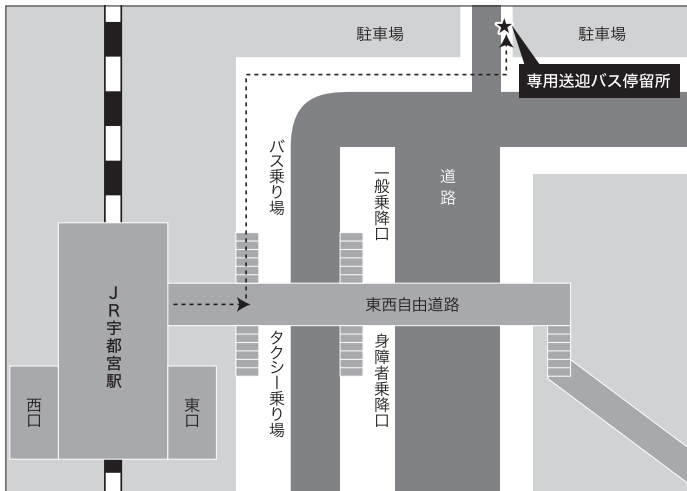 駐車場
駐車場
専用送迎バス停留所
バス乗り場
一般乗降口
道路
東西自由道路
JR宇都宮駅
タクシー乗り場
身障者乗降口
西口
東口